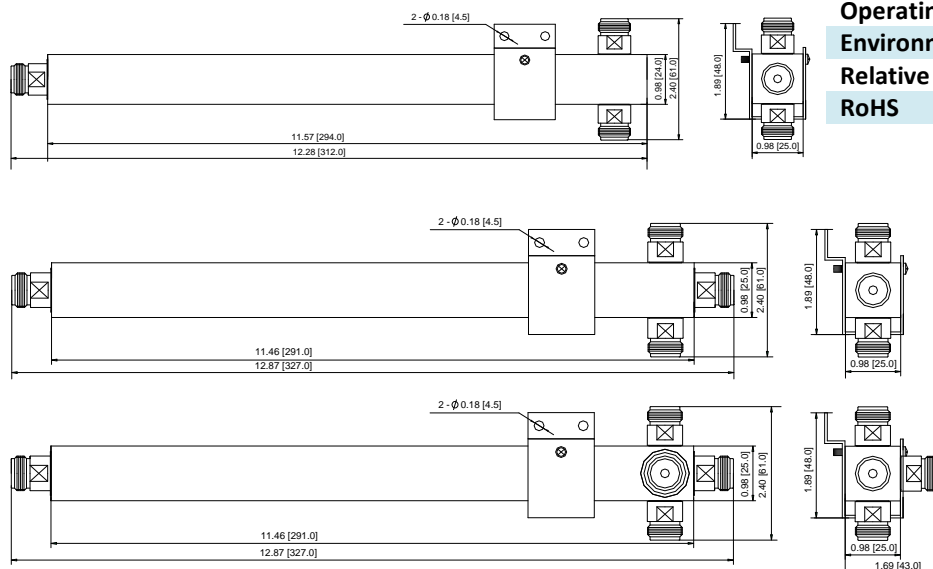 2 - ϕ 0.18 [4.5]
0.98 [24.0]
2.40 [61.0]
11.57 [294.0]
12.28 [312.0]
1.89 [48.0]
0.98 [25.0]
Operatin
Environ
Relative
RoHS
2 - ϕ 0.18 [4.5]
0.98 [25.0]
2.40 [61.0]
11.46 [291.0]
12.87 [327.0]
1.89 [48.0]
0.98 [25.0]
2 - ϕ 0.18 [4.5]
0.98 [25.0]
2.40 [61.0]
11.46 [291.0]
12.87 [327.0]
1.89 [48.0]
0.98 [25.0]
1.69 [43.0]